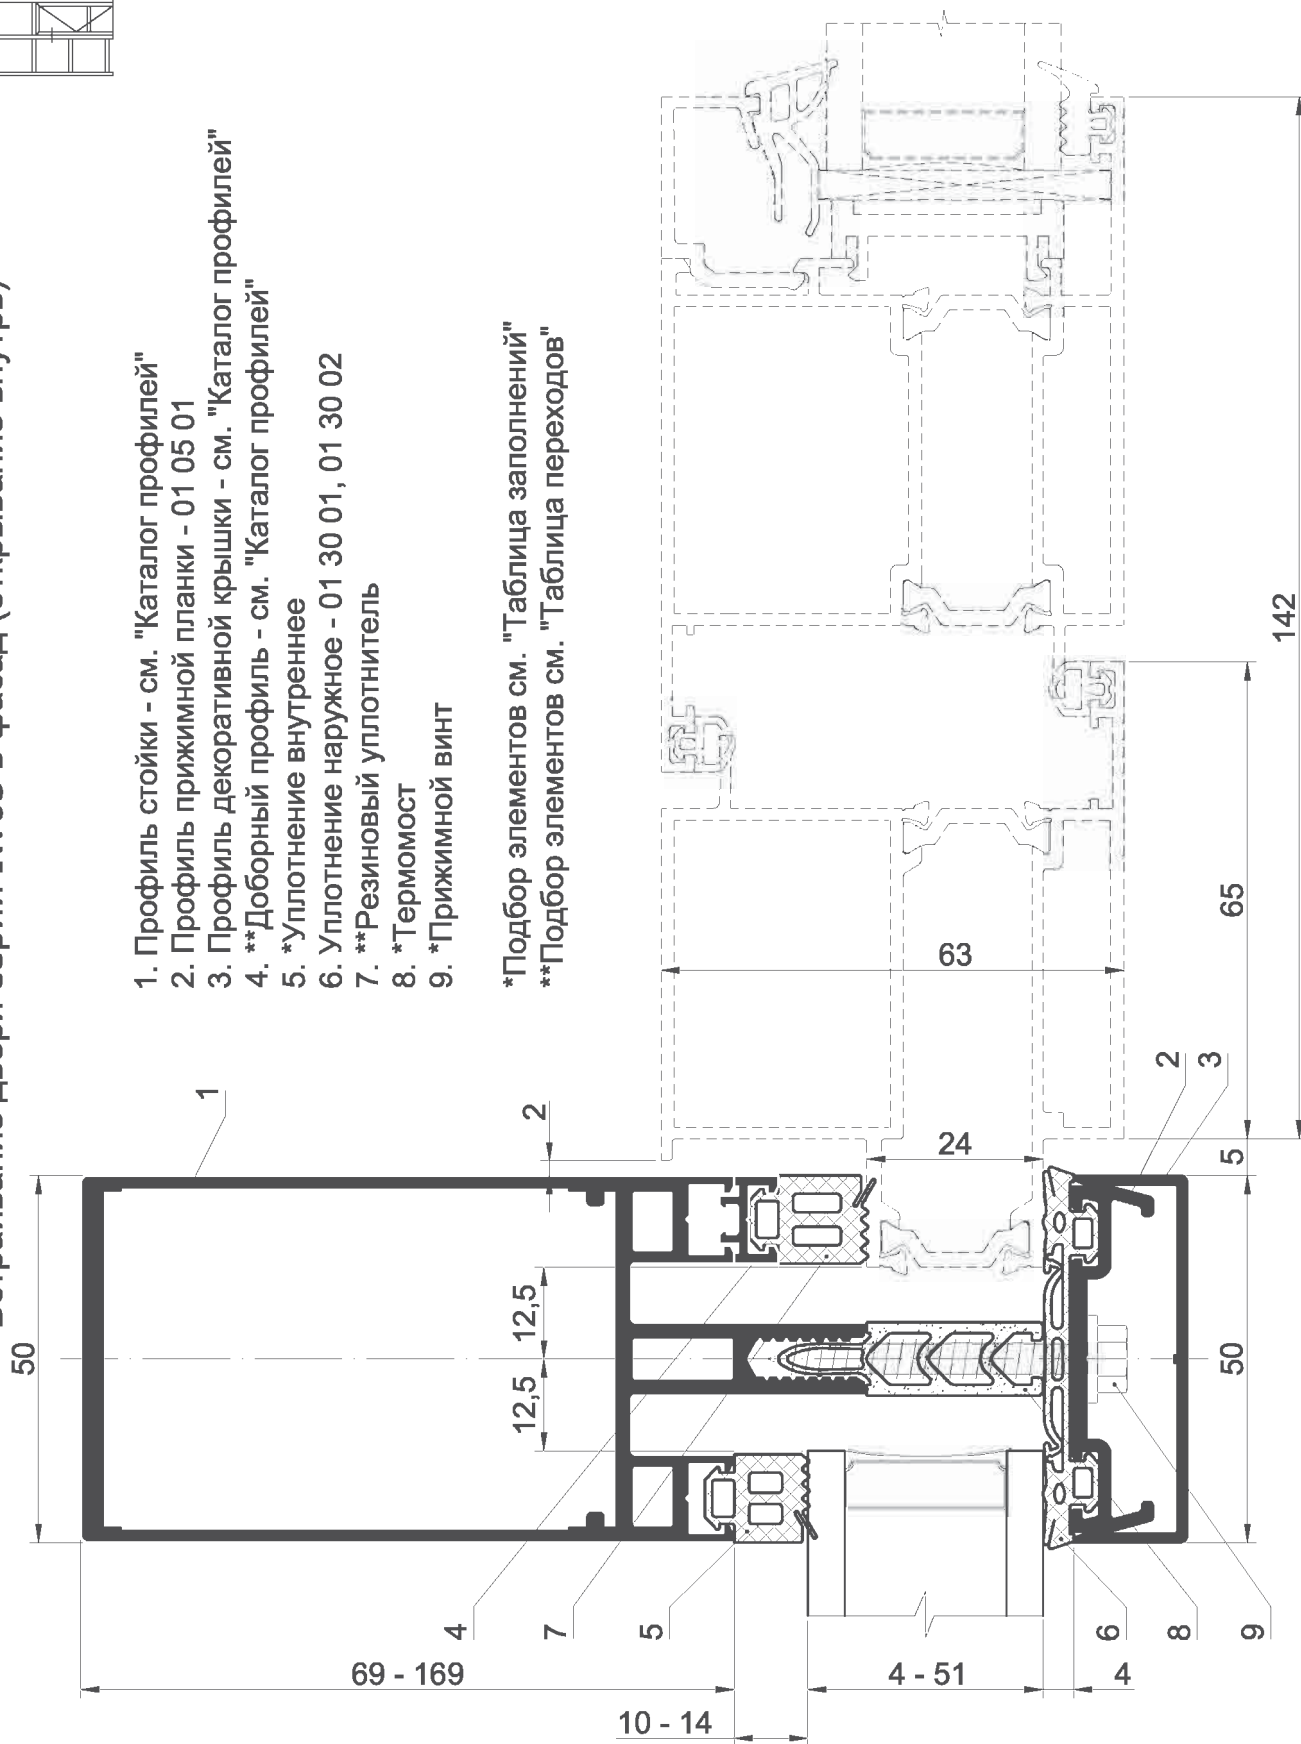 1. Профиль стойки - см. "Каталог профилей"
2. Профиль прижимной планки - 01 05 01
3. Профиль декоративной крышки - см. "Каталог профилей"
4. **Доборный профиль - см. "Каталог профилей"
5. *Уплотнение внутреннее
6. Уплотнение наружное - 01 30 01, 01 30 02
7. **Резиновый уплотнитель
8. *Термомост
9. *Прижимной винт
*Подбор элементов см. "Таблица заполнений"
**Подбор элементов см. "Таблица переходов"
50
1
2
12,5
12,5
63
24
142
65
5
50
2
3
4
7
5
6
8
9
69 - 169
10 - 14
4 - 51
4